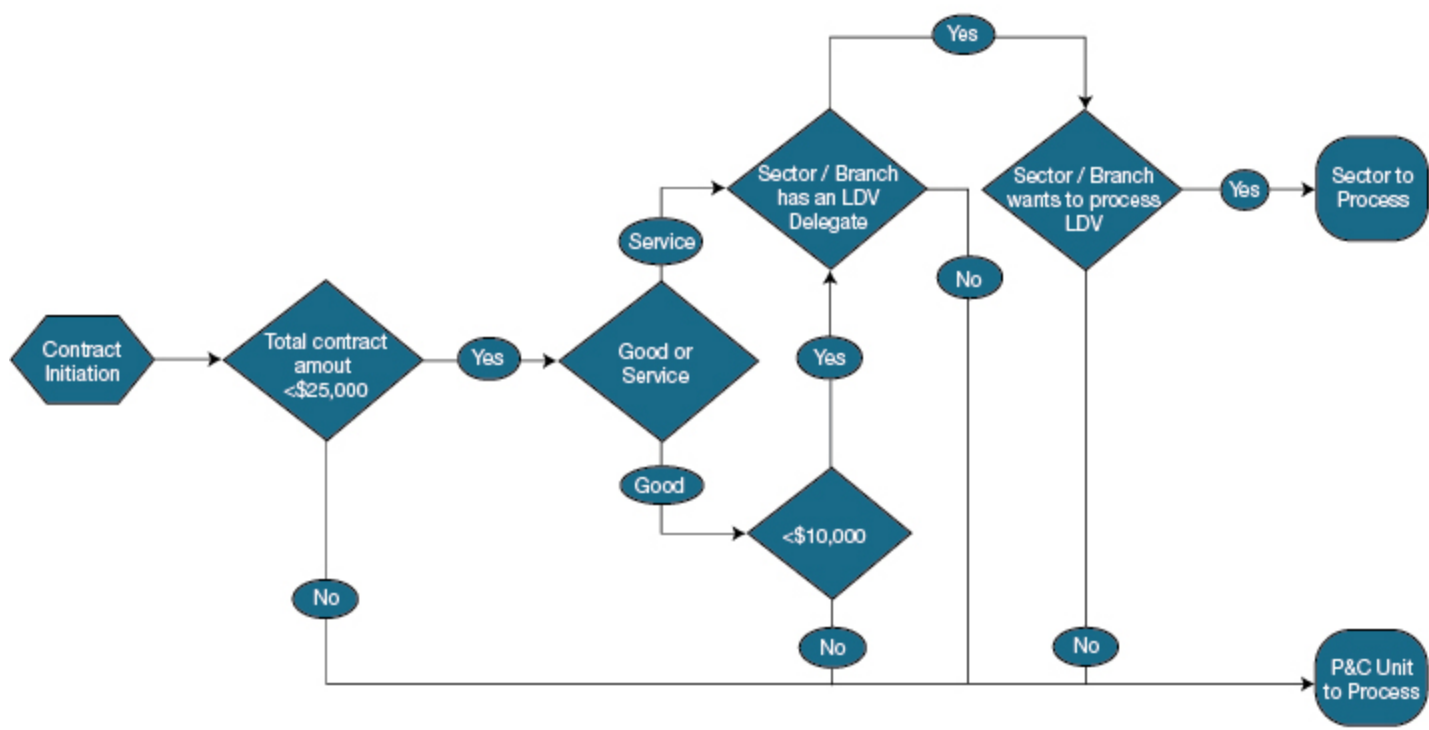 Yes
Sector / Branch
has an LDV
Delegate
Sector / Branch
wants to process
LDV
Yes
Sector to
Process
Service
No
Contract
Initiation
Total contract
amout
<$25,000
Yes
Good or
Service
Yes
Good
<$10,000
No
No
No
P&C Unit
to Process